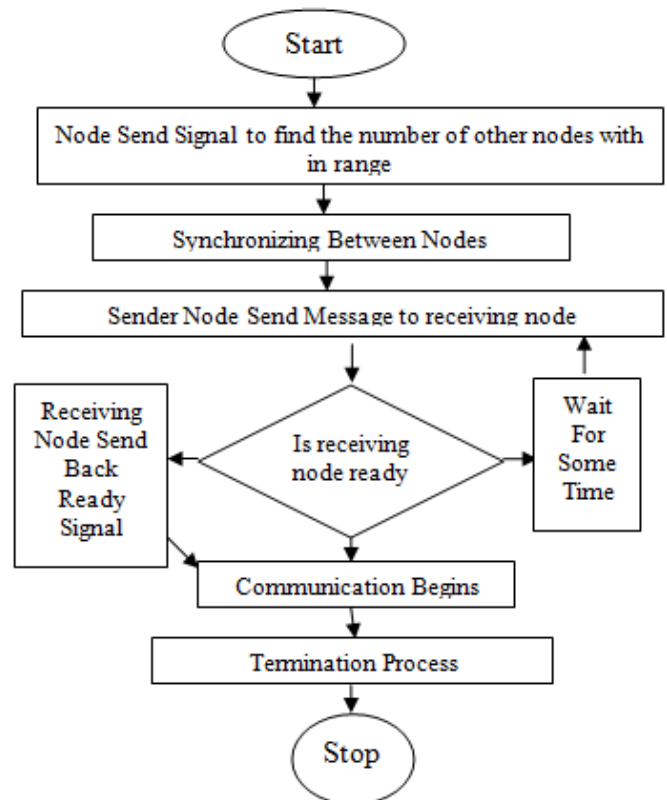 Start
Node Send Signal to find the number of other nodes with
in range
Synchronizing Between Nodes
Sender Node Send Message to receiving node
Receiving
Node Send
Back
Ready
Signal
Is receiving
node ready
Wait
For
Some
Time
Communication Begins
Termination Process
Stop